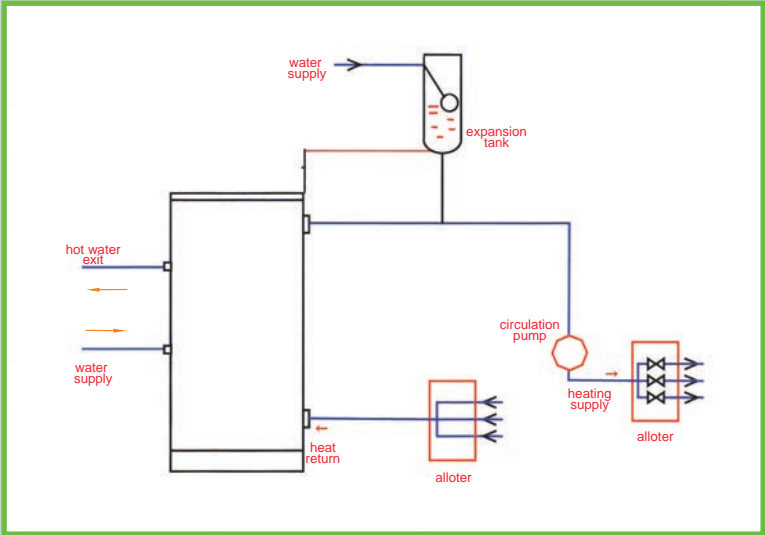 water
supply
expansion
tank
hot water
exit
water
supply
circulation
pump
heating
supply
alloter
heat
return
alloter